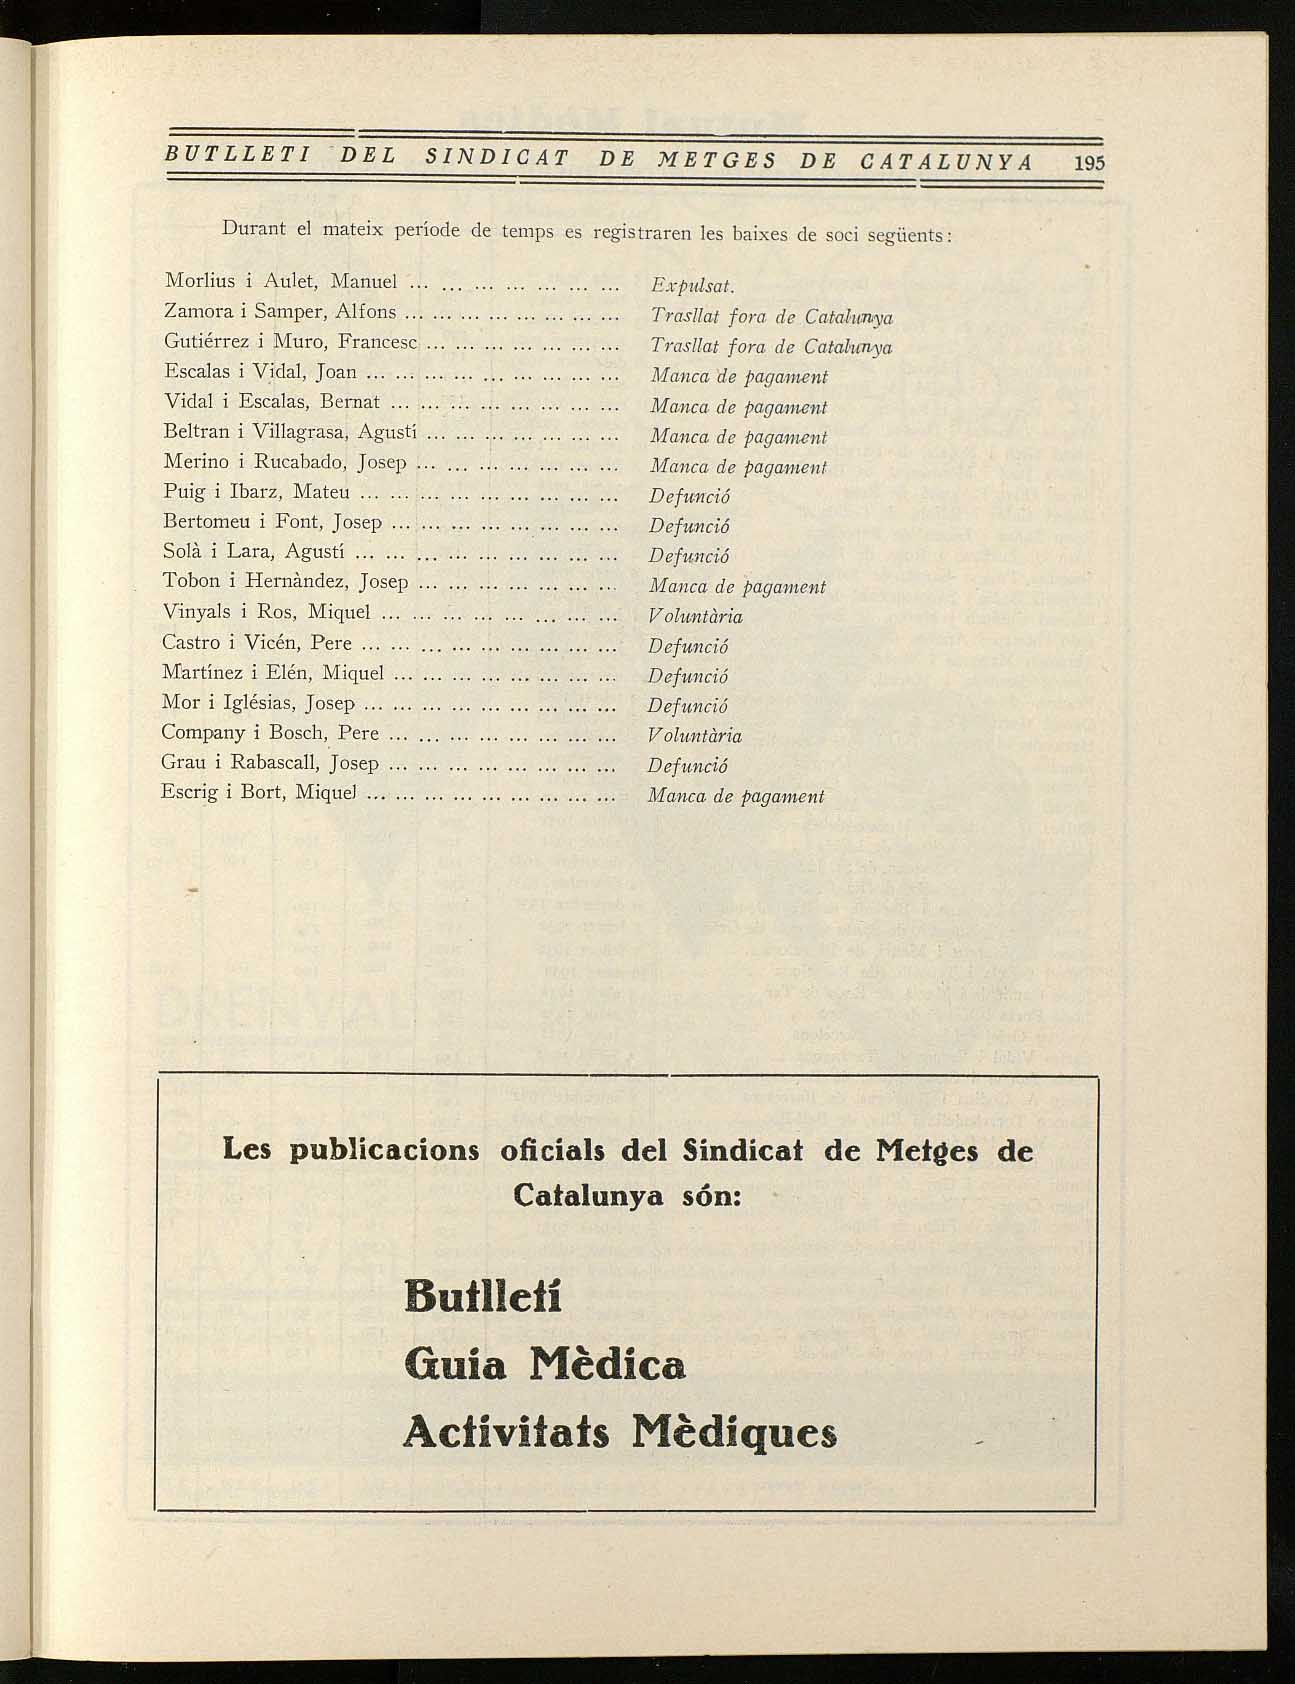 BUTLLETI DEL SINDICAT DE METGES DE CATALUNYA 195
Durant el mateix període de temps es registraren les baixes de soci següents:
Morlius i Aulet, Manuel ... ... ... ... ... ... ... Expulsat.
Zamora i Samper, Alfons ... ... ... ... ... ... ... ... Trasllat fora de Catalunya
Gutiérrez i Muro, Francesc ... ... ... ... ... ... ... Trasllat fora de Catalunya
Escalas i Vidal, Joan ... ... ... ... ... ... ... ... ... Manca de pagament
Vidal i Escalas, Bernat ... ... ... ... ... ... ... ... Manca de pagament
Beltran i Villagrasa, Agustí ... ... ... ... ... ... ... Manca de pagament
Merino i Rucabado, Josep ... ... ... ... ... ... ... Manca de pagament
Puig i Ibarz, Mateu ... ... ... ... ... ... ... ... ... Defunció
Bertomeu i Font, Josep ... ... ... ... ... ... ... ... Defunció
Solà i Lara, Agustí ... ... ... ... ... ... ... ... ... Defunció
Tobon i Hernàndez, Josep ... ... ... ... ... ... ... Manca de pagament
Vinyals i Ros, Miquel ... ... ... ... ... ... ... ... Voluntària
Castro i Vicén, Pere ... ... ... ... ... ... ... ... ... Defunció
Martínez i Elén, Miquel ... ... ... ... ... ... ... ... Defunció
Mor i Iglésias, Josep ... ... ... ... ... ... ... ... ... Defunció
Company i Bosch, Pere ... ... ... ... ... ... ... ... Voluntària
Grau i Rabascall, Josep ... ... ... ... ... ... ... ... Defunció
Escrig i Bort, Miquel ... ... ... ... ... ... ... ... ... Manca de pagament
Les publicacions oficials del Sindicat de Metges de
Catalunya són:
Butlletí
Guia Mèdica
Activitats Mèdiques